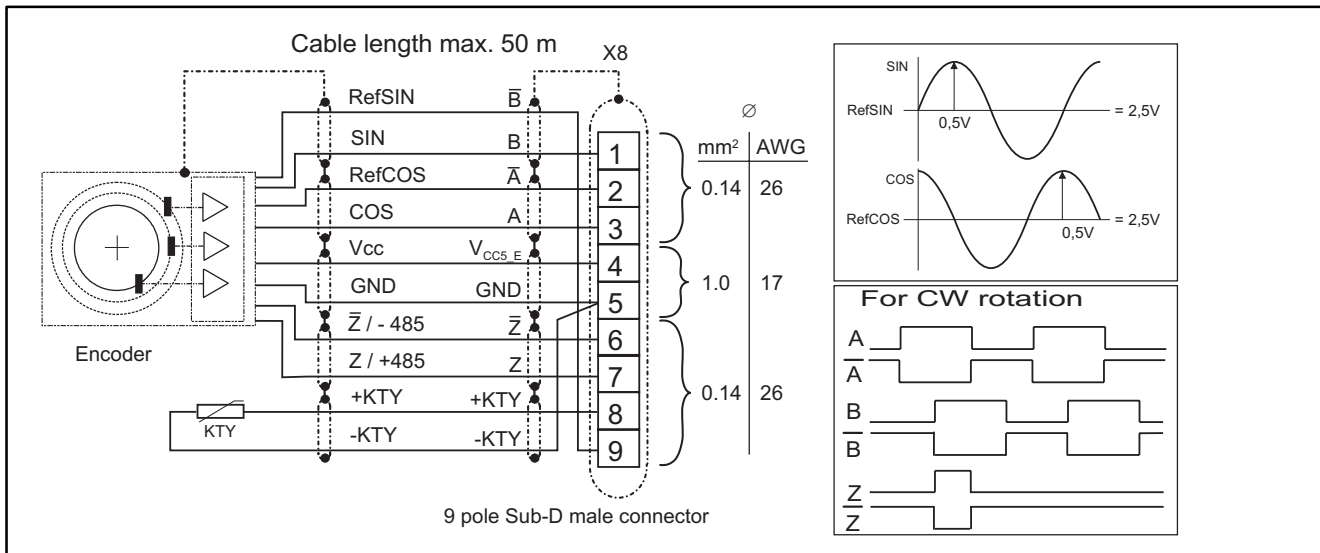 Cable length max. 50 m
X8
RefSIN B̅
SIN B
RefCOS A̅
COS A
Vcc V_CC5_E
GND GND
Z̅ / - 485 Z̅
Z / +485 Z
+KTY +KTY
-KTY -KTY
Encoder
KTY
1
2
3
4
5
6
7
8
9
∅
mm² AWG
0.14 26
1.0 17
0.14 26
9 pole Sub-D male connector
SIN
RefSIN 0,5V = 2,5V
COS
RefCOS 0,5V = 2,5V
For CW rotation
A
A̅
B
B̅
Z
Z̅